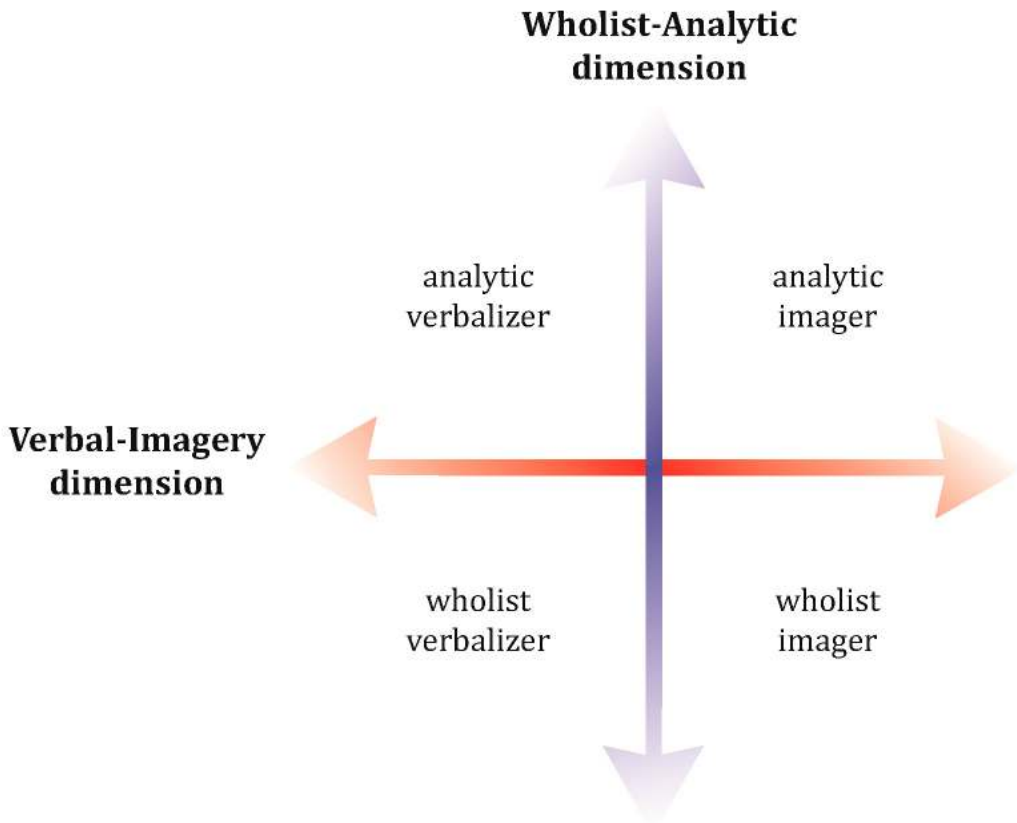 Wholist-Analytic
dimension
analytic
verbalizer
analytic
imager
Verbal-Imagery
dimension
wholist
verbalizer
wholist
imager